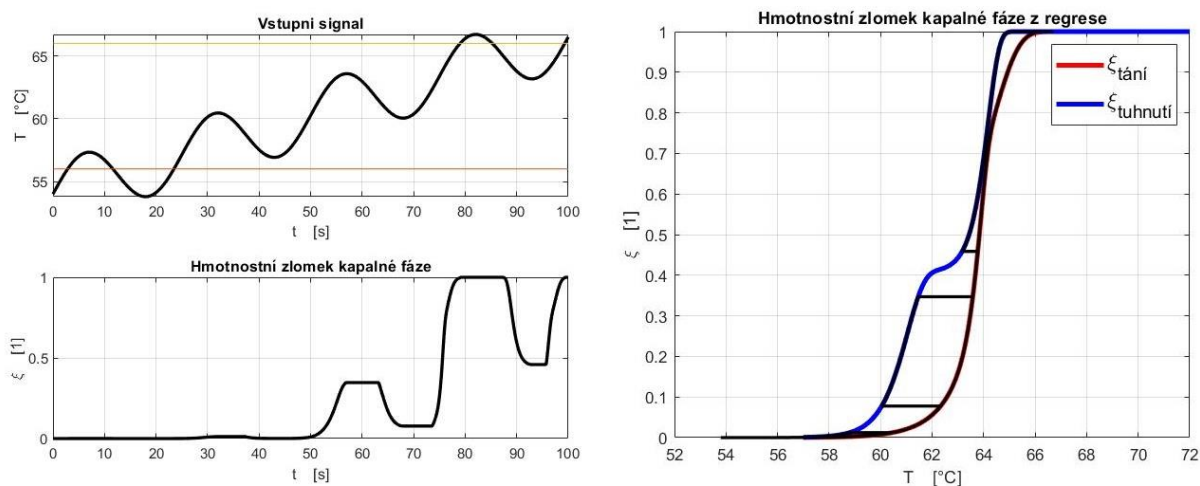 Vstupni signal
T [°C]
65
60
55
0 10 20 30 40 50 60 70 80 90 100
t [s]
Hmotnostní zlomek kapalné fáze
ξ [1]
1
0.5
0
0 10 20 30 40 50 60 70 80 90 100
t [s]
Hmotnostní zlomek kapalné fáze z regrese
ξ [1]
1
0.9
0.8
0.7
0.6
0.5
0.4
0.3
0.2
0.1
0
ξtání
ξtuhnutí
52 54 56 58 60 62 64 66 68 70 72
T [°C]